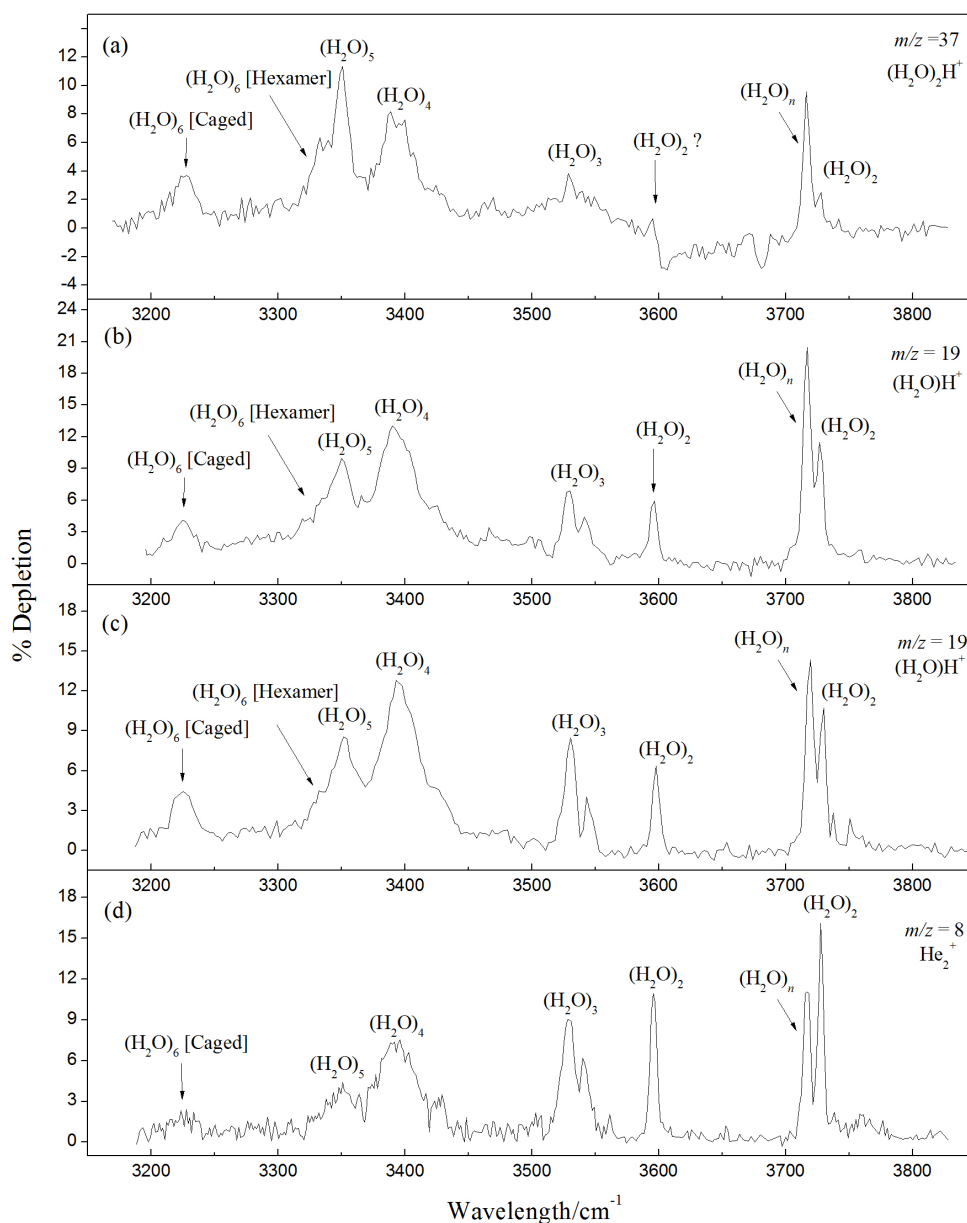 (a)
m/z =37
(H₂O)₂H⁺
(H₂O)₅
(H₂O)₆ [Hexamer]
(H₂O)₄
(H₂O)ₙ
(H₂O)₆ [Caged]
(H₂O)₂ ?
(H₂O)₃
(H₂O)₂
12
10
8
6
4
2
0
-2
-4
3200 3300 3400 3500 3600 3700 3800
(b)
m/z = 19
(H₂O)H⁺
(H₂O)ₙ
(H₂O)₆ [Hexamer]
(H₂O)₄
(H₂O)₅
(H₂O)₂
(H₂O)₂
(H₂O)₆ [Caged]
(H₂O)₃
24
21
18
15
12
9
6
3
0
3200 3300 3400 3500 3600 3700 3800
(c)
m/z = 19
(H₂O)H⁺
(H₂O)ₙ
(H₂O)₄
(H₂O)₆ [Hexamer]
(H₂O)₂
(H₂O)₅
(H₂O)₆ [Caged]
(H₂O)₃
(H₂O)₂
18
15
12
9
6
3
0
3200 3300 3400 3500 3600 3700 3800
(d)
(H₂O)₂
m/z = 8
He₂⁺
(H₂O)₂
(H₂O)ₙ
(H₂O)₃
(H₂O)₄
(H₂O)₆ [Caged]
(H₂O)₅
18
15
12
9
6
3
0
3200 3300 3400 3500 3600 3700 3800
% Depletion
Wavelength/cm⁻¹